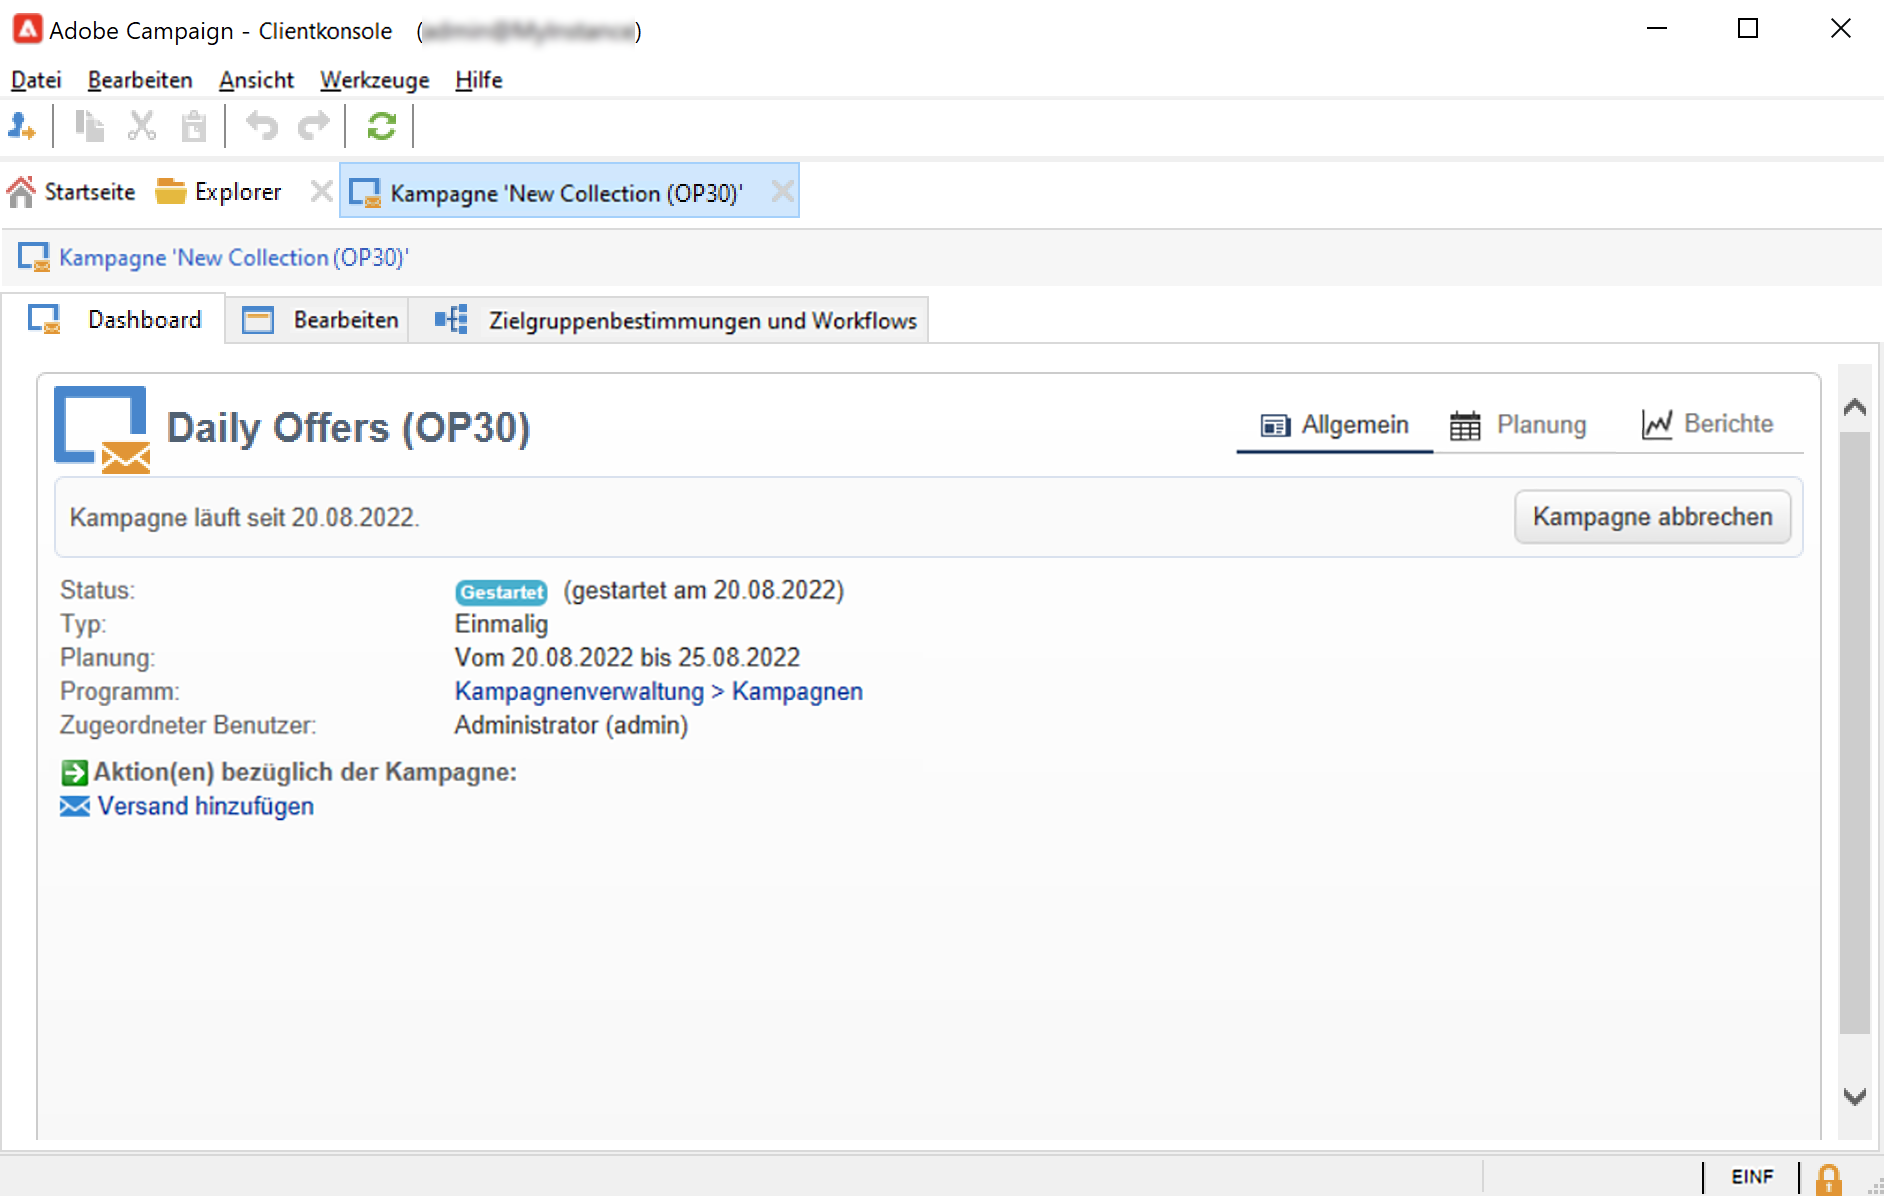 Adobe Campaign - Clientkonsole ( )
Datei Bearbeiten Ansicht Werkzeuge Hilfe
Startseite Explorer Kampagne 'New Collection (OP30)'
Kampagne 'New Collection (OP30)'
Dashboard Bearbeiten Zielgruppenbestimmungen und Workflows
Daily Offers (OP30) Allgemein Planung Berichte
Kampagne läuft seit 20.08.2022. Kampagne abbrechen
Status: Gestartet (gestartet am 20.08.2022)
Typ: Einmalig
Planung: Vom 20.08.2022 bis 25.08.2022
Programm: Kampagnenverwaltung > Kampagnen
Zugeordneter Benutzer: Administrator (admin)
Aktion(en) bezüglich der Kampagne:
Versand hinzufügen
EINF